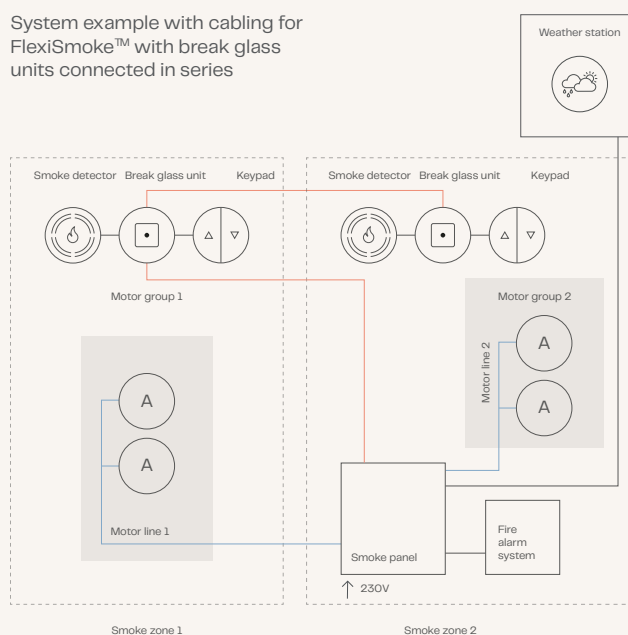 System example with cabling for
FlexiSmoke™ with break glass
units connected in series
Weather station
Smoke detector Break glass unit Keypad
Smoke detector Break glass unit Keypad
Motor group 1
Motor group 2
Motor line 2
A
A
A
A
Motor line 1
Smoke panel
Fire
alarm
system
230V
Smoke zone 1
Smoke zone 2